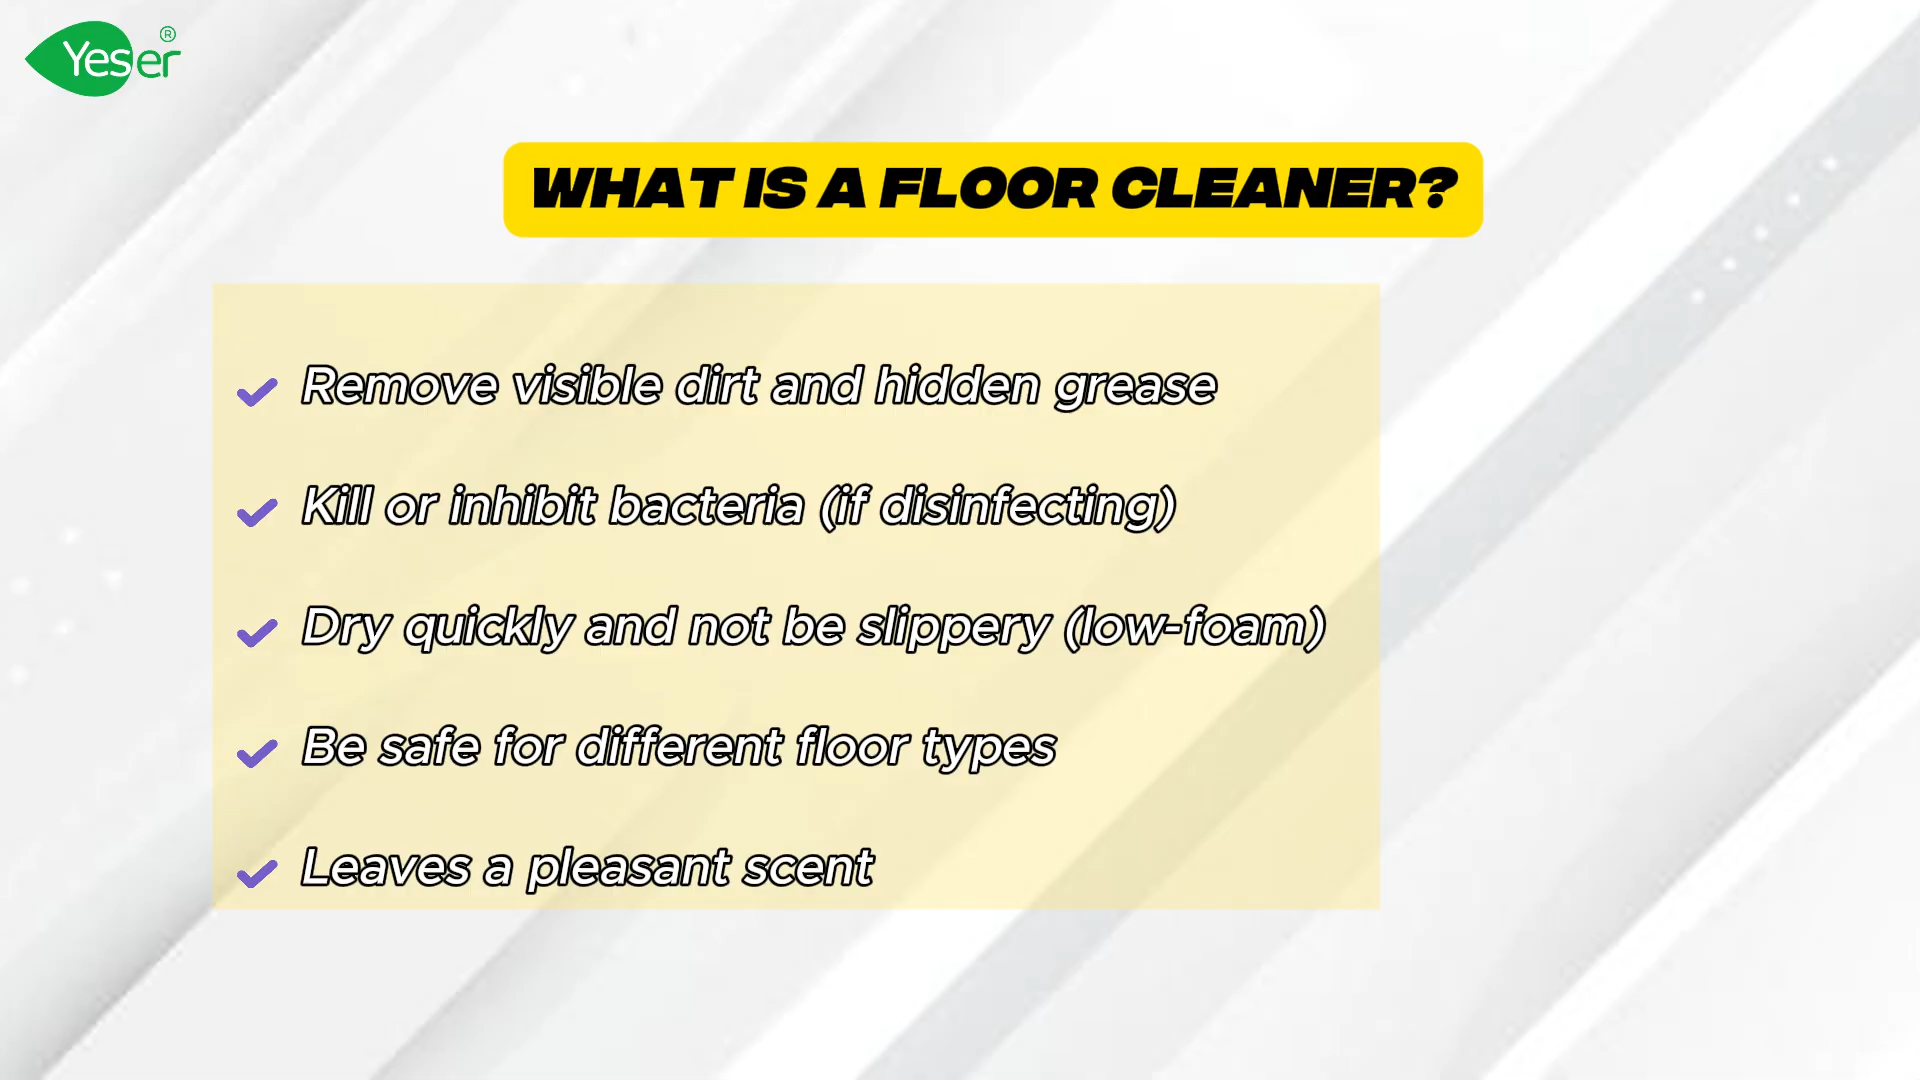 Yeser®
WHAT IS A FLOOR CLEANER?
Remove visible dirt and hidden grease
Kill or inhibit bacteria (if disinfecting)
Dry quickly and not be slippery (low-foam)
Be safe for different floor types
Leaves a pleasant scent